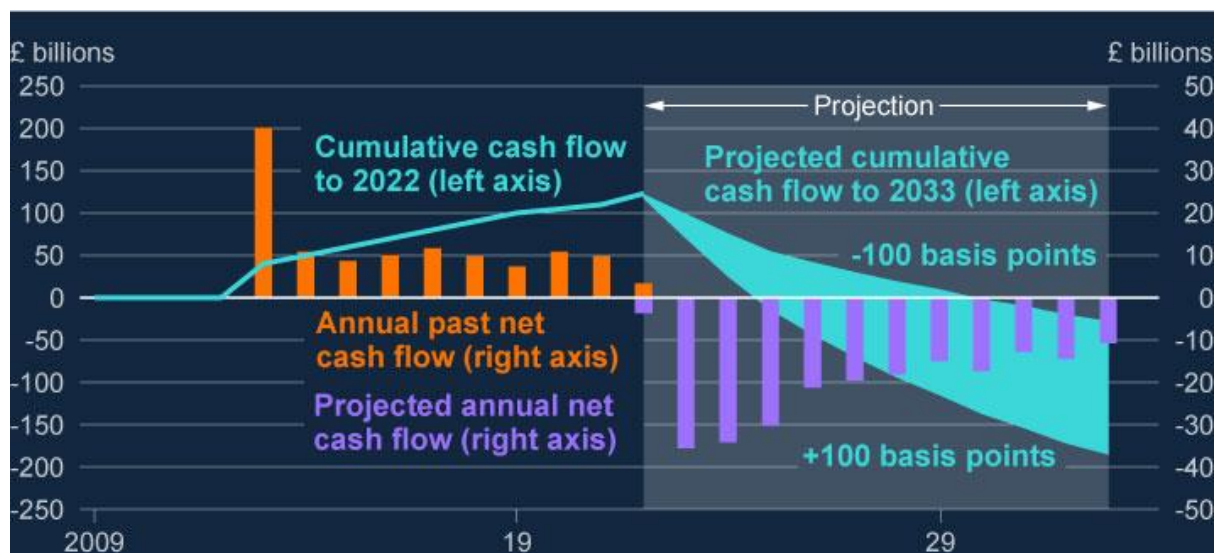 £ billions
£ billions
250
200
150
100
50
0
-50
-100
-150
-200
-250
50
40
30
20
10
0
-10
-20
-30
-40
-50
Projection
Cumulative cash flow
to 2022 (left axis)
Projected cumulative
cash flow to 2033 (left axis)
-100 basis points
Annual past net
cash flow (right axis)
Projected annual net
cash flow (right axis)
+100 basis points
2009
19
29